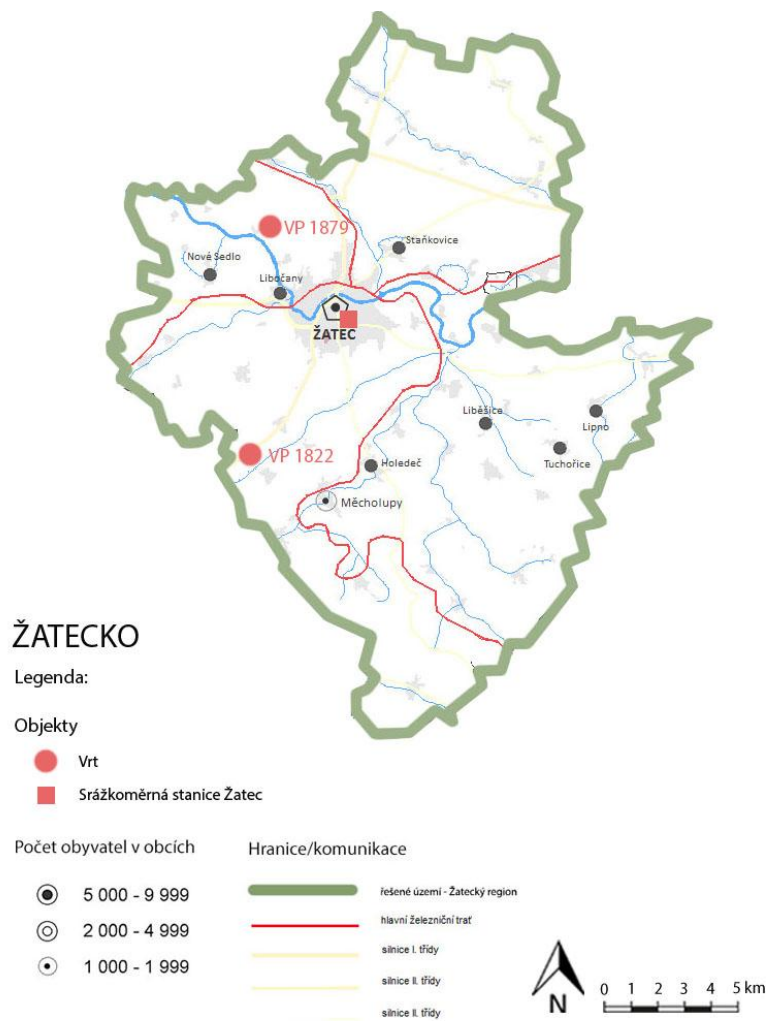 VP 1879
Staňkovice
Nové Sedlo
Libočany
ŽATEC
Liběšice
Lipno
VP 1822
Holedeč
Tuchořice
Měcholupy
ŽATECKO
Legenda:
Objekty
Vrt
Srážkoměrná stanice Žatec
Počet obyvatel v obcích
5 000 - 9 999
2 000 - 4 999
1 000 - 1 999
Hranice/komunikace
řešené území - Žatecký region
hlavní železniční trať
silnice I. třídy
silnice II. třídy
silnice II. třídy
N
0 1 2 3 4 5 km